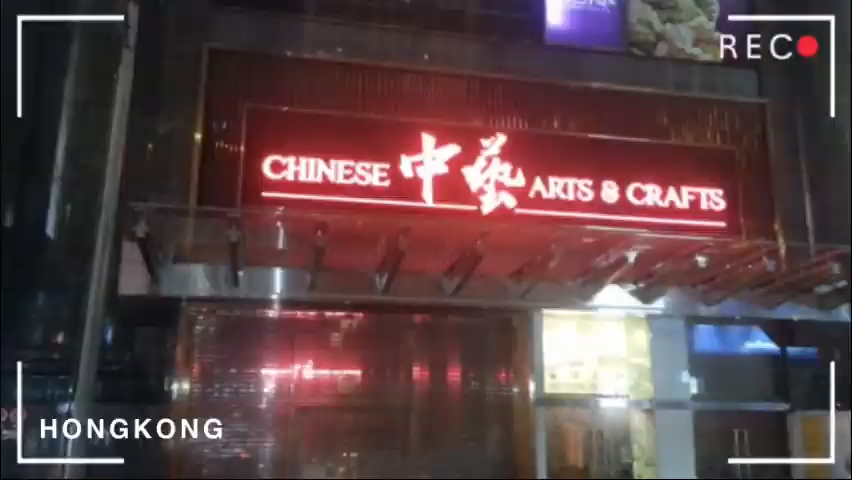 REC
CHINESE 中藝 ARTS & CRAFTS
HONGKONG